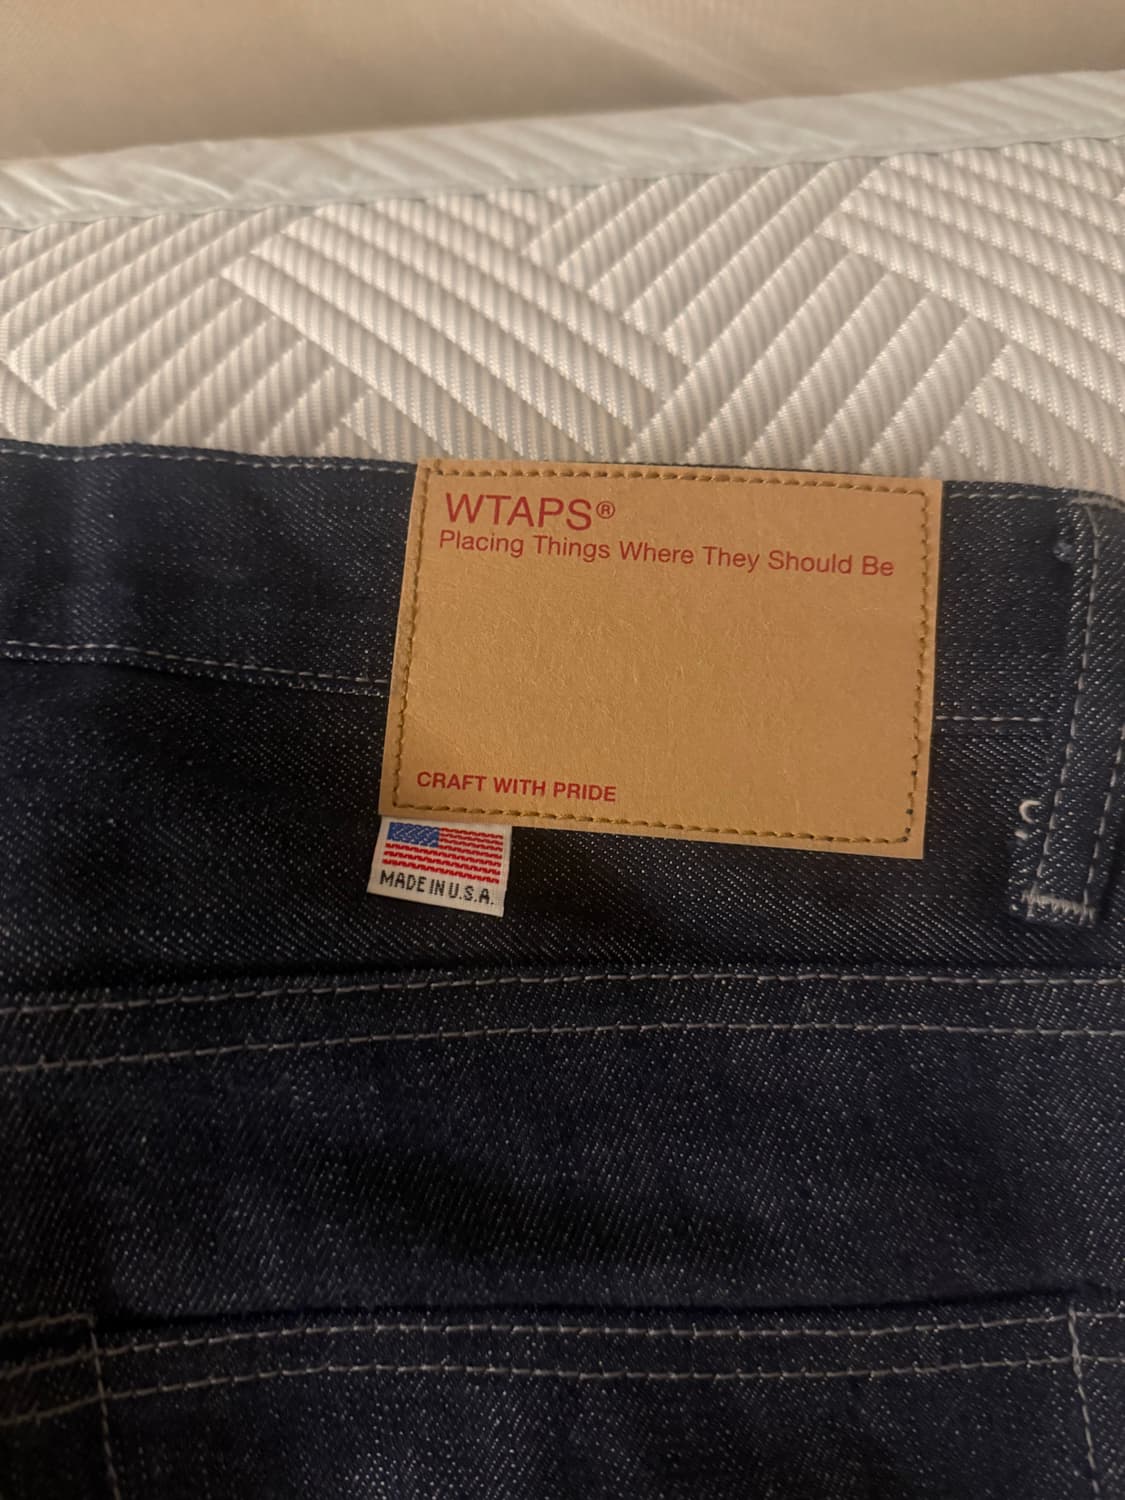 WTAPS®
Placing Things Where They Should Be
CRAFT WITH PRIDE
MADE IN U.S.A.